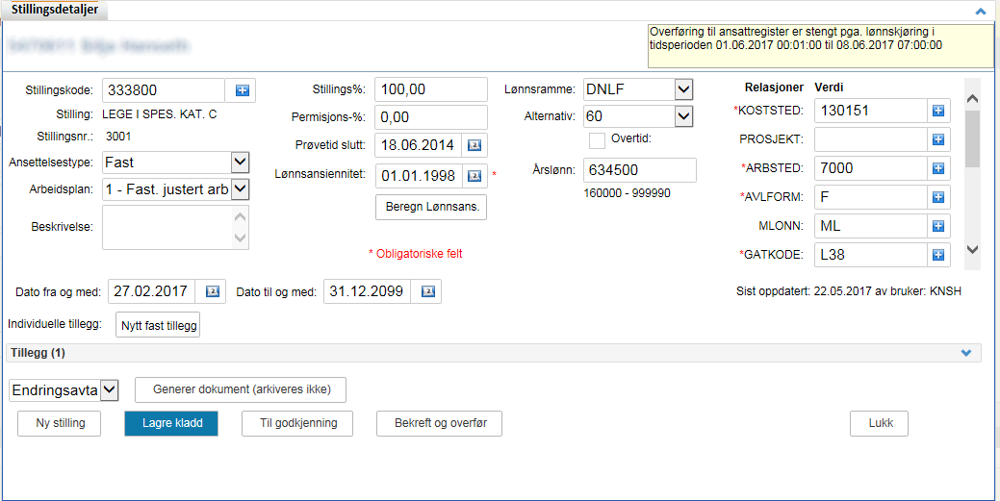 Stillingsdetaljer
Overføring til ansattregister er stengt pga. lønnskjøring i
tidsperioden 01.06.2017 00:01:00 til 08.06.2017 07:00:00
Stillingskode: 333800
Stilling: LEGE I SPES. KAT. C
Stillingsnr.: 3001
Ansettelsestype: Fast
Arbeidsplan: 1 - Fast. justert arb
Beskrivelse:
Stillings%: 100,00
Permisjons-%: 0,00
Prøvetid slutt: 18.06.2014
Lønnsansiennitet: 01.01.1998 *
Beregn Lønnsans.
* Obligatoriske felt
Lønnsramme: DNLF
Alternativ: 60
Overtid:
Årslønn: 634500
160000 - 999990
Relasjoner Verdi
*KOSTSTED: 130151
PROSJEKT:
*ARBSTED: 7000
*AVLFORM: F
MLONN: ML
*GATKODE: L38
Dato fra og med: 27.02.2017 Dato til og med: 31.12.2099
Sist oppdatert: 22.05.2017 av bruker: KNSH
Individuelle tillegg: Nytt fast tillegg
Tillegg (1)
Endringsavta Generer dokument (arkiveres ikke)
Ny stilling Lagre kladd Til godkjenning Bekreft og overfør Lukk